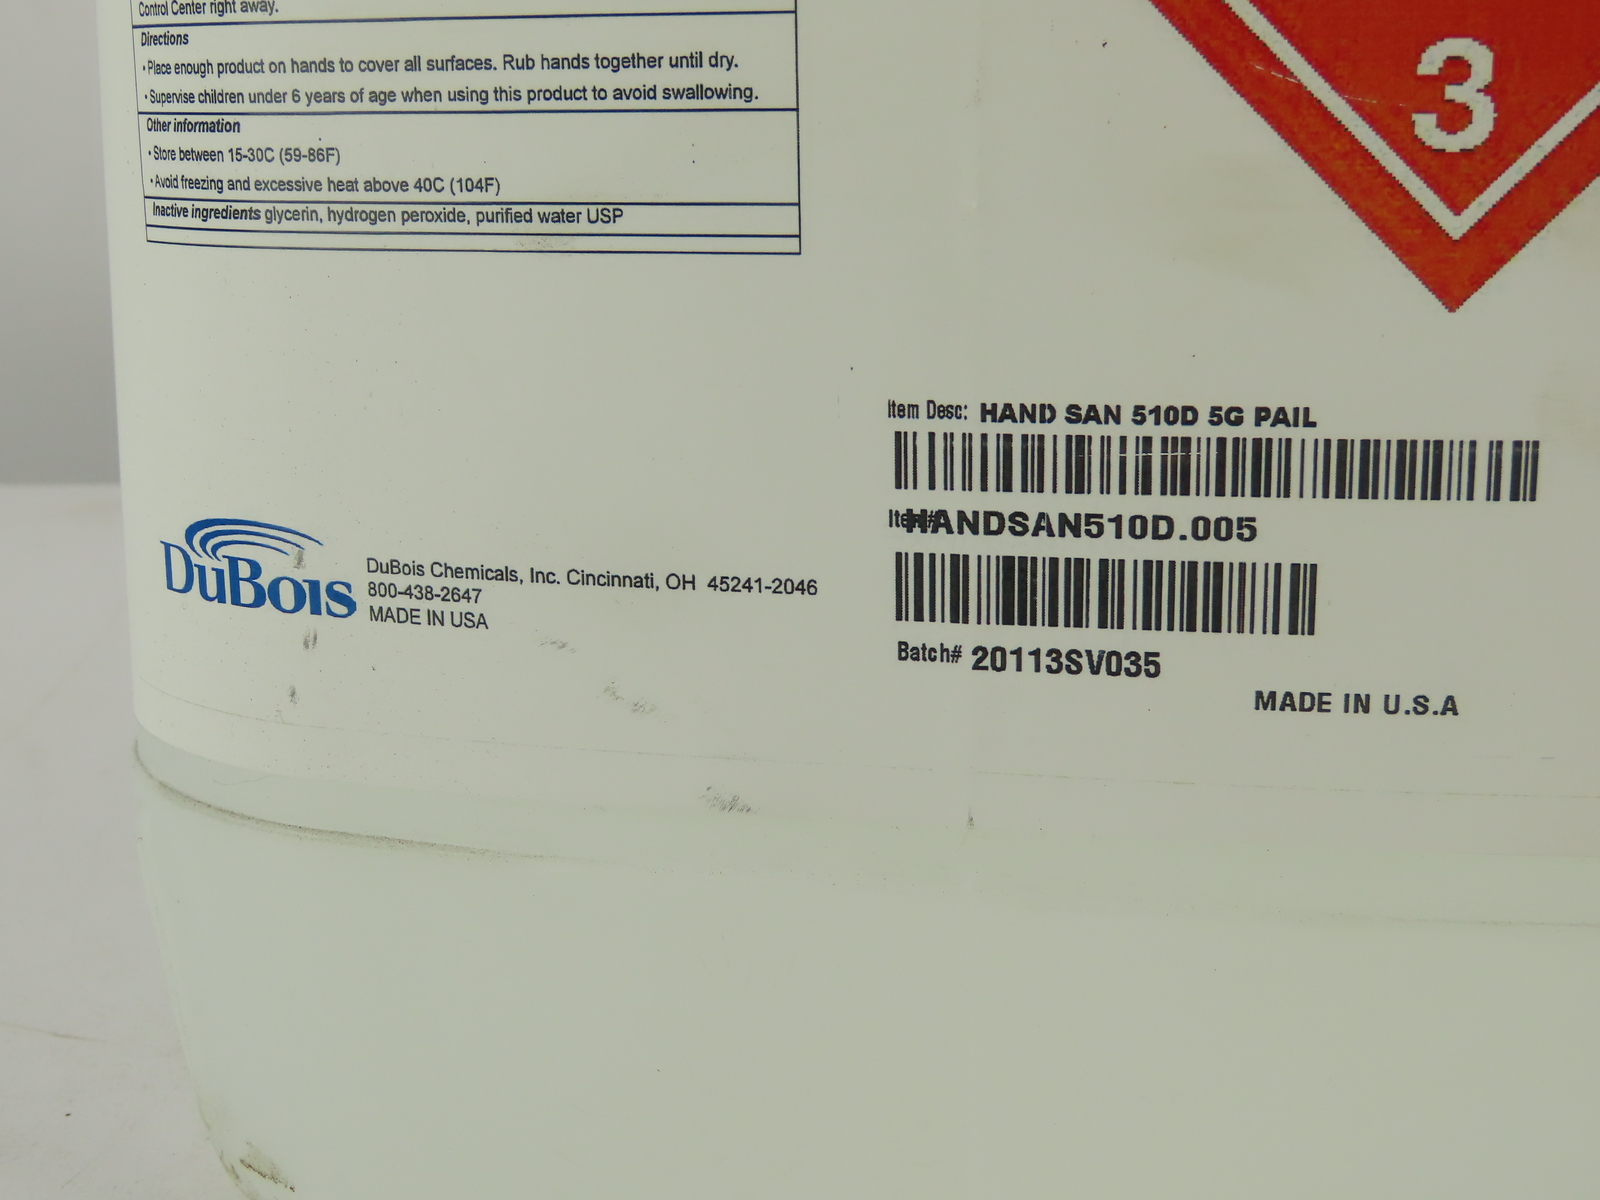 Control Center right away.
Directions
• Place enough product on hands to cover all surfaces. Rub hands together until dry.
• Supervise children under 6 years of age when using this product to avoid swallowing.
Other information
• Store between 15-30C (59-86F)
• Avoid freezing and excessive heat above 40C (104F)
Inactive ingredients glycerin, hydrogen peroxide, purified water USP
3
Item Desc: HAND SAN 510D 5G PAIL
Item# HANDSAN510D.005
Batch# 20113SV035
MADE IN U.S.A
DuBois
DuBois Chemicals, Inc. Cincinnati, OH 45241-2046
800-438-2647
MADE IN USA